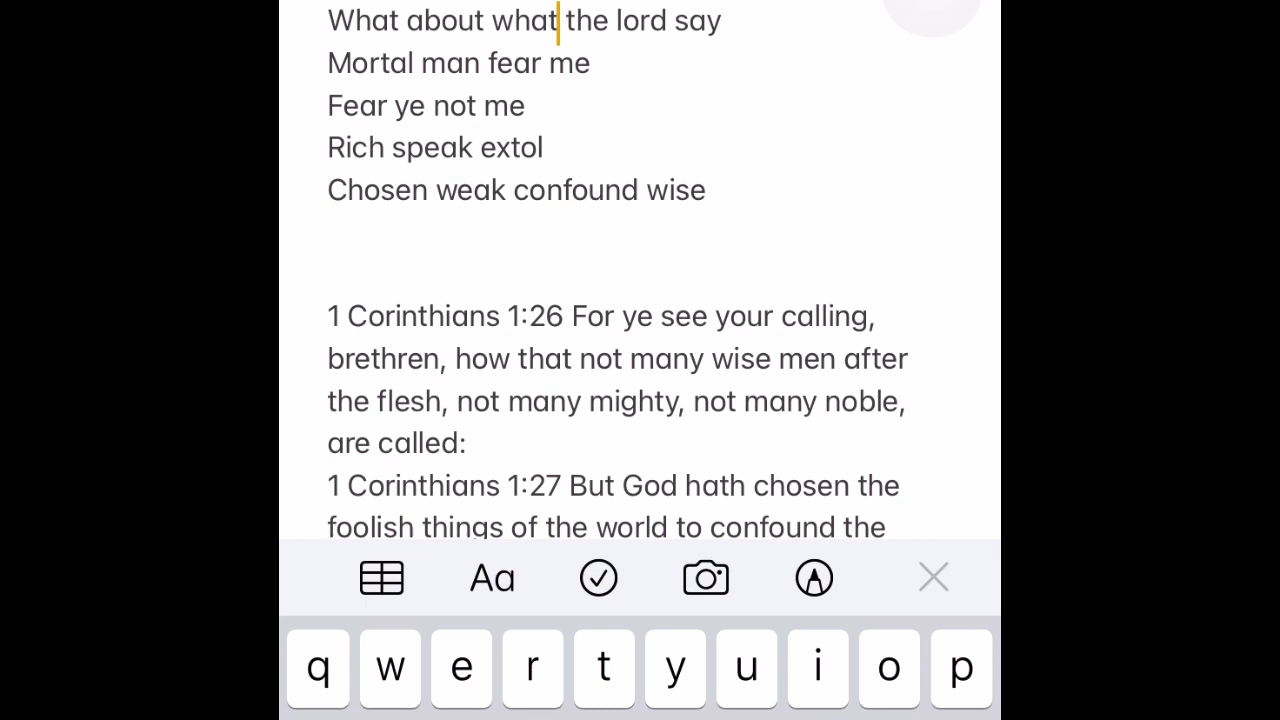 What about what the lord say
Mortal man fear me
Fear ye not me
Rich speak extol
Chosen weak confound wise
1 Corinthians 1:26 For ye see your calling,
brethren, how that not many wise men after
the flesh, not many mighty, not many noble,
are called:
1 Corinthians 1:27 But God hath chosen the
foolish things of the world to confound the
Aa
q w e r t y u i o p